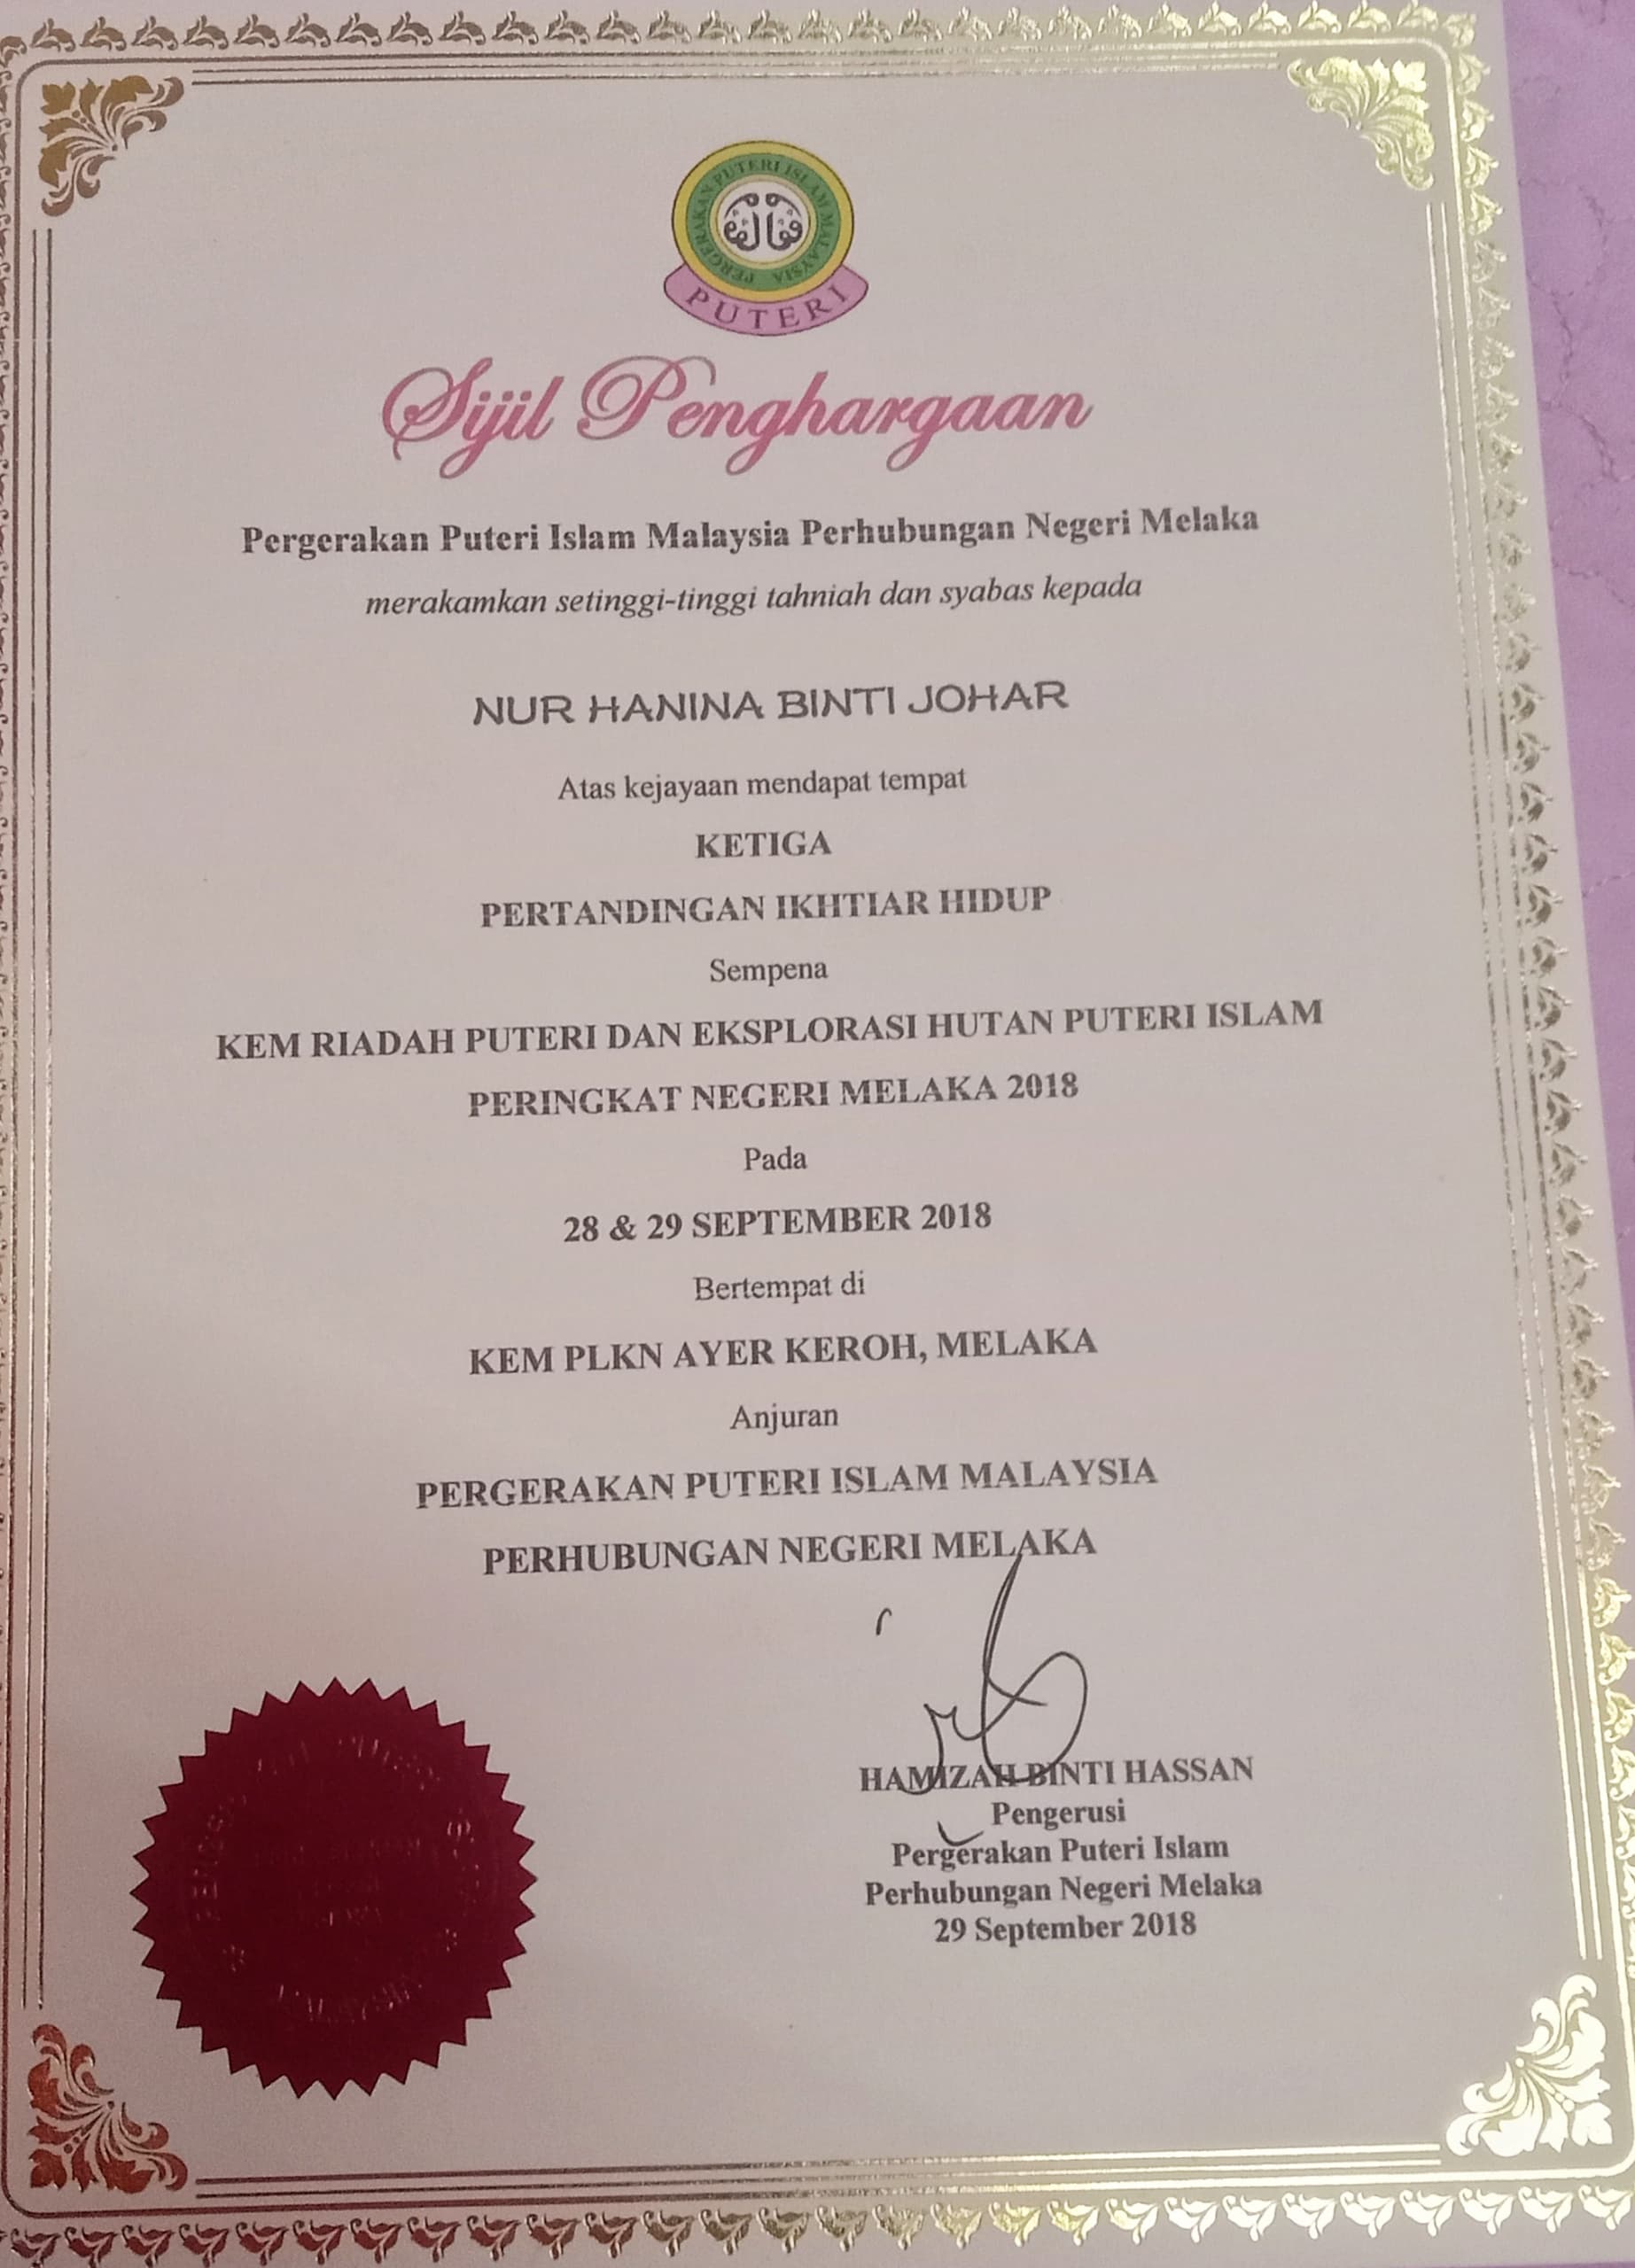 PERGERAKAN PUTERI ISLAM MALAYSIA
PUTERI
Sijil Penghargaan
Pergerakan Puteri Islam Malaysia Perhubungan Negeri Melaka
merakamkan setinggi-tinggi tahniah dan syabas kepada
NUR HANINA BINTI JOHAR
Atas kejayaan mendapat tempat
KETIGA
PERTANDINGAN IKHTIAR HIDUP
Sempena
KEM RIADAH PUTERI DAN EKSPLORASI HUTAN PUTERI ISLAM
PERINGKAT NEGERI MELAKA 2018
Pada
28 & 29 SEPTEMBER 2018
Bertempat di
KEM PLKN AYER KEROH, MELAKA
Anjuran
PERGERAKAN PUTERI ISLAM MALAYSIA
PERHUBUNGAN NEGERI MELAKA
HAMIZAH BINTI HASSAN
Pengerusi
Pergerakan Puteri Islam
Perhubungan Negeri Melaka
29 September 2018